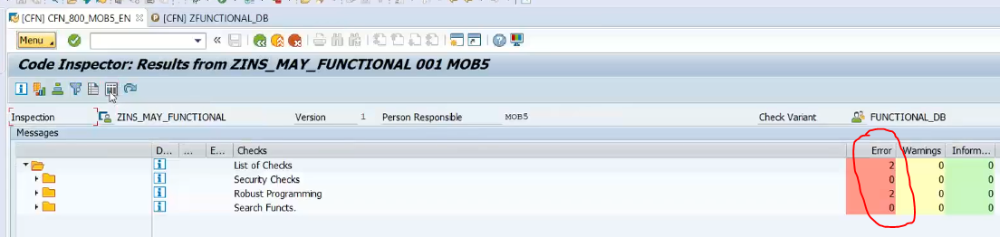 [CFN] CFN_800_MOB5_EN [CFN] ZFUNCTIONAL_DB
Menu
Code Inspector: Results from ZINS_MAY_FUNCTIONAL 001 MOB5
Inspection ZINS_MAY_FUNCTIONAL Version 1 Person Responsible MOB5 Check Variant FUNCTIONAL_DB
Messages
D... ... E... Checks Error Warnings Inform...
List of Checks 2 0 0
Security Checks 0 0 0
Robust Programming 2 0 0
Search Functs. 0 0 0